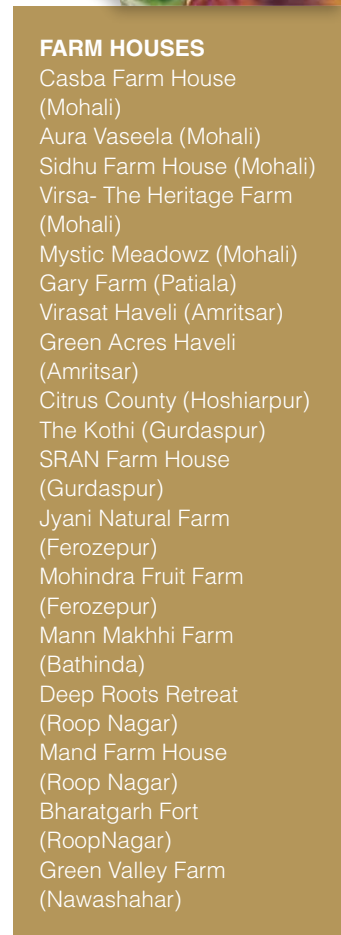 FARM HOUSES
Casba Farm House
(Mohali)
Aura Vaseela (Mohali)
Sidhu Farm House (Mohali)
Virsa- The Heritage Farm
(Mohali)
Mystic Meadowz (Mohali)
Gary Farm (Patiala)
Virasat Haveli (Amritsar)
Green Acres Haveli
(Amritsar)
Citrus County (Hoshiarpur)
The Kothi (Gurdaspur)
SRAN Farm House
(Gurdaspur)
Jyani Natural Farm
(Ferozepur)
Mohindra Fruit Farm
(Ferozepur)
Mann Makhhi Farm
(Bathinda)
Deep Roots Retreat
(Roop Nagar)
Mand Farm House
(Roop Nagar)
Bharatgarh Fort
(RoopNagar)
Green Valley Farm
(Nawashahar)